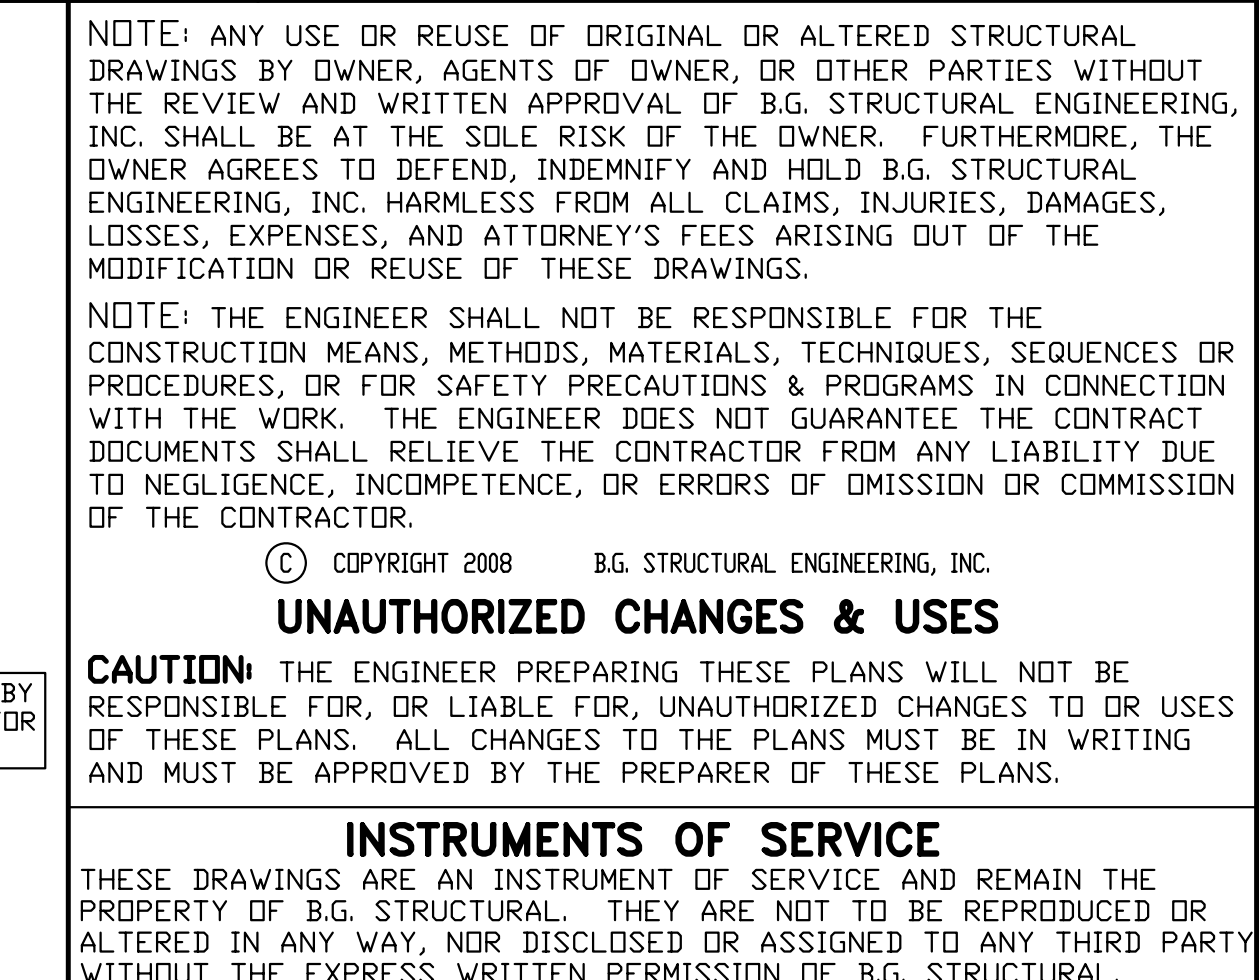 NOTE: ANY USE OR REUSE OF ORIGINAL OR ALTERED STRUCTURAL
DRAWINGS BY OWNER, AGENTS OF OWNER, OR OTHER PARTIES WITHOUT
THE REVIEW AND WRITTEN APPROVAL OF B.G. STRUCTURAL ENGINEERING,
INC. SHALL BE AT THE SOLE RISK OF THE OWNER. FURTHERMORE, THE
OWNER AGREES TO DEFEND, INDEMNIFY AND HOLD B.G. STRUCTURAL
ENGINEERING, INC. HARMLESS FROM ALL CLAIMS, INJURIES, DAMAGES,
LOSSES, EXPENSES, AND ATTORNEY'S FEES ARISING OUT OF THE
MODIFICATION OR REUSE OF THESE DRAWINGS.
NOTE: THE ENGINEER SHALL NOT BE RESPONSIBLE FOR THE
CONSTRUCTION MEANS, METHODS, MATERIALS, TECHNIQUES, SEQUENCES OR
PROCEDURES, OR FOR SAFETY PRECAUTIONS & PROGRAMS IN CONNECTION
WITH THE WORK. THE ENGINEER DOES NOT GUARANTEE THE CONTRACT
DOCUMENTS SHALL RELIEVE THE CONTRACTOR FROM ANY LIABILITY DUE
TO NEGLIGENCE, INCOMPETENCE, OR ERRORS OF OMISSION OR COMMISSION
OF THE CONTRACTOR.
© COPYRIGHT 2008 B.G. STRUCTURAL ENGINEERING, INC.
UNAUTHORIZED CHANGES & USES
CAUTION: THE ENGINEER PREPARING THESE PLANS WILL NOT BE
RESPONSIBLE FOR, OR LIABLE FOR, UNAUTHORIZED CHANGES TO OR USES
OF THESE PLANS. ALL CHANGES TO THE PLANS MUST BE IN WRITING
AND MUST BE APPROVED BY THE PREPARER OF THESE PLANS.
BY
OR
INSTRUMENTS OF SERVICE
THESE DRAWINGS ARE AN INSTRUMENT OF SERVICE AND REMAIN THE
PROPERTY OF B.G. STRUCTURAL. THEY ARE NOT TO BE REPRODUCED OR
ALTERED IN ANY WAY, NOR DISCLOSED OR ASSIGNED TO ANY THIRD PARTY
WITHOUT THE EXPRESS WRITTEN PERMISSION OF B.G. STRUCTURAL.